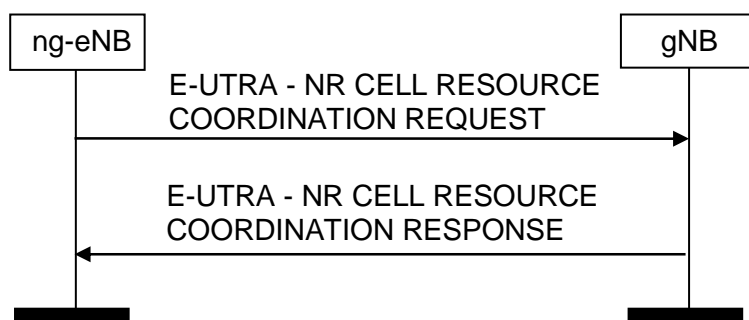 ng-eNB
gNB
E-UTRA - NR CELL RESOURCE
COORDINATION REQUEST
E-UTRA - NR CELL RESOURCE
COORDINATION RESPONSE